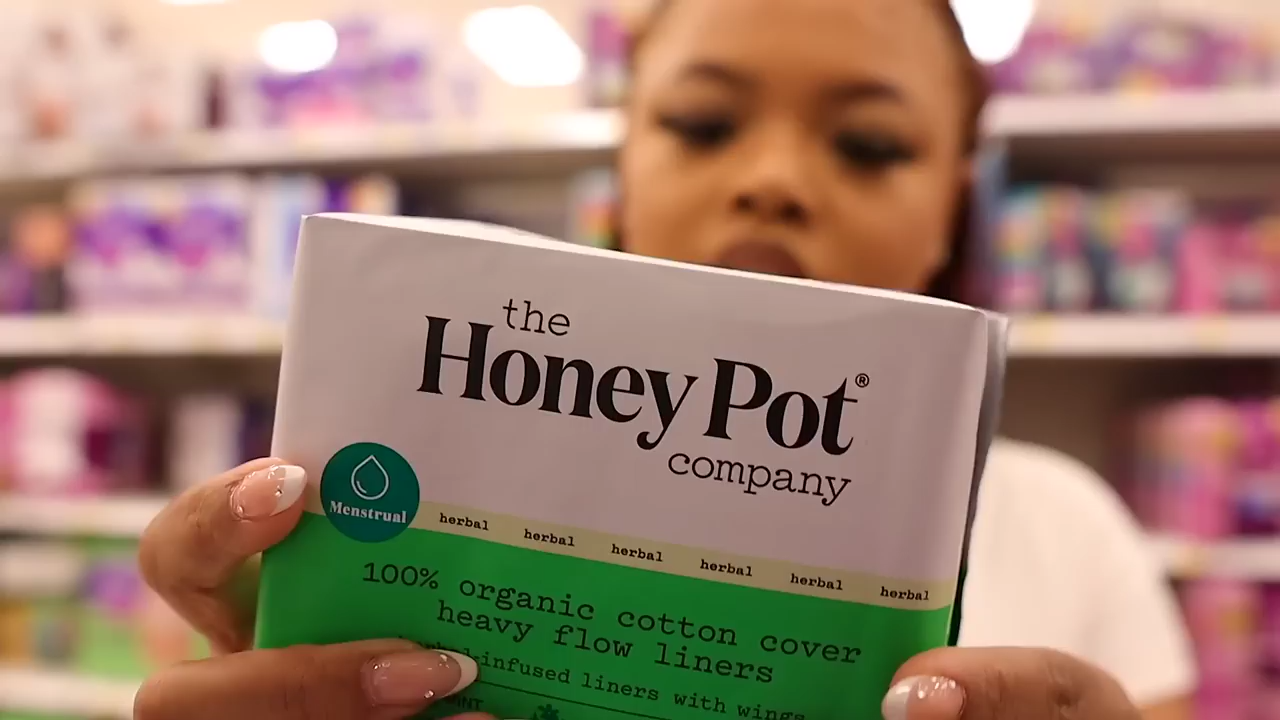 the
Honey Pot®
company
Menstrual
herbal herbal herbal herbal herbal herbal
100% organic cotton cover
heavy flow liners
infused liners with wings